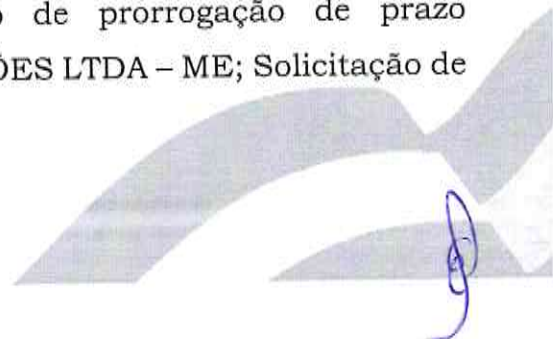 de prorrogação de prazo
ÕES LTDA – ME; Solicitação de